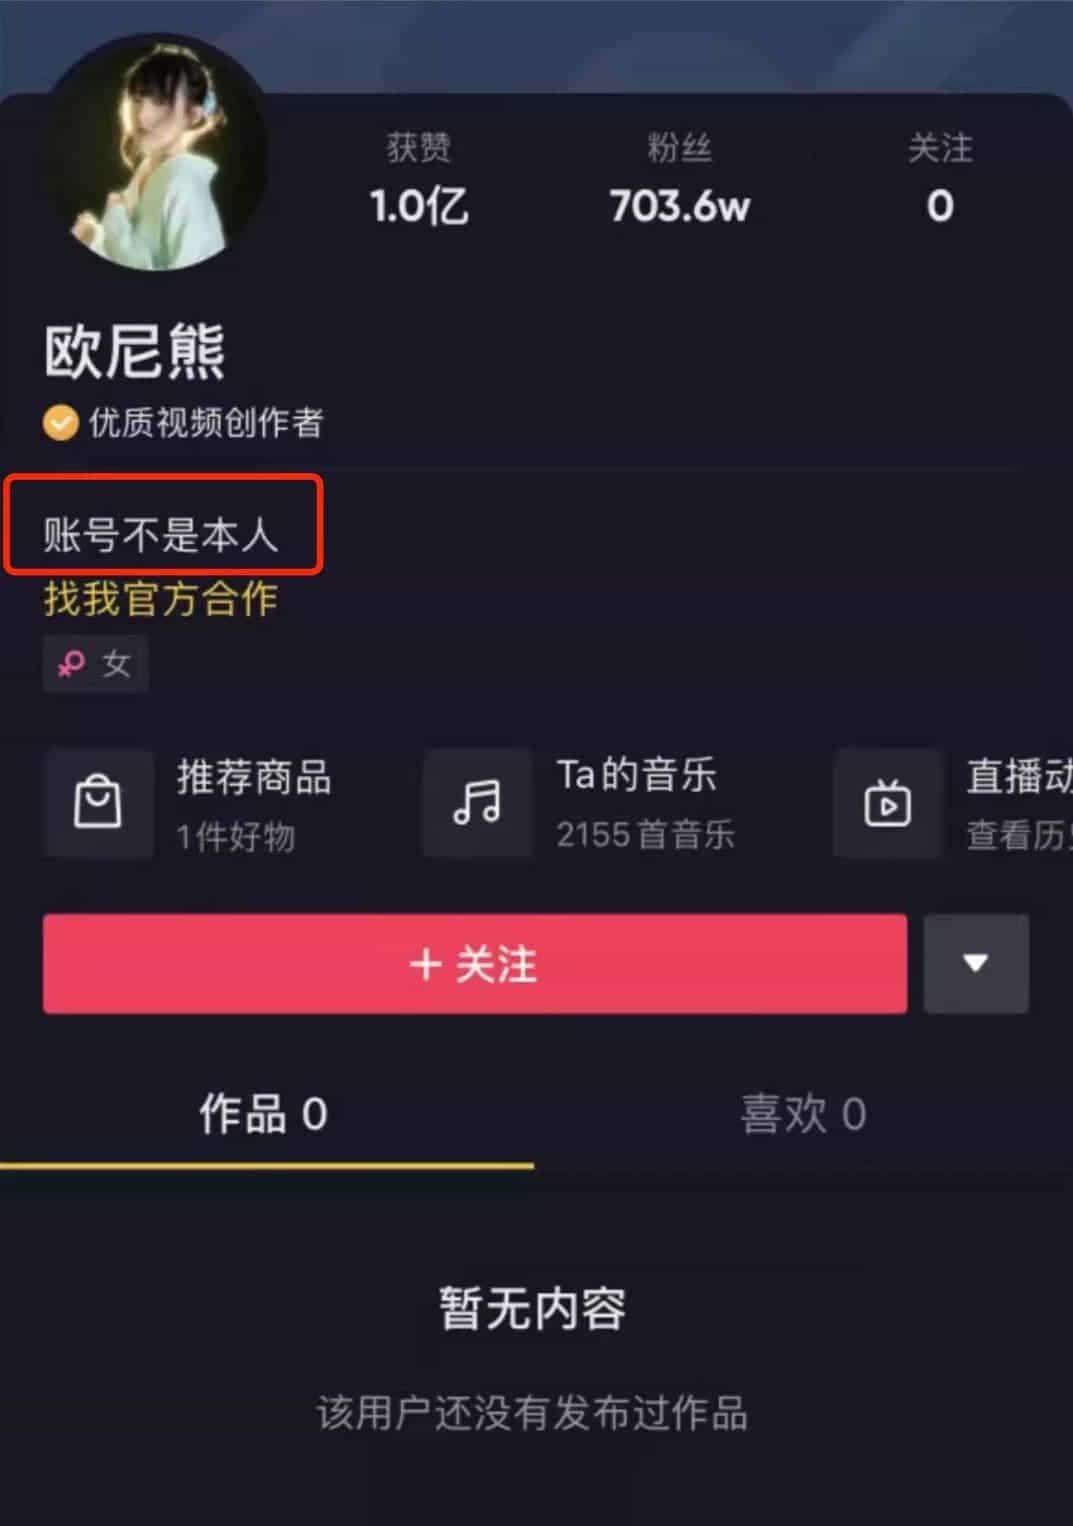 获赞 粉丝 关注
1.0亿 703.6w 0
欧尼熊
优质视频创作者
账号不是本人
找我官方合作
女
推荐商品 Ta的音乐 直播动
1件好物 2155首音乐 查看历
+ 关注
作品 0 喜欢 0
暂无内容
该用户还没有发布过作品